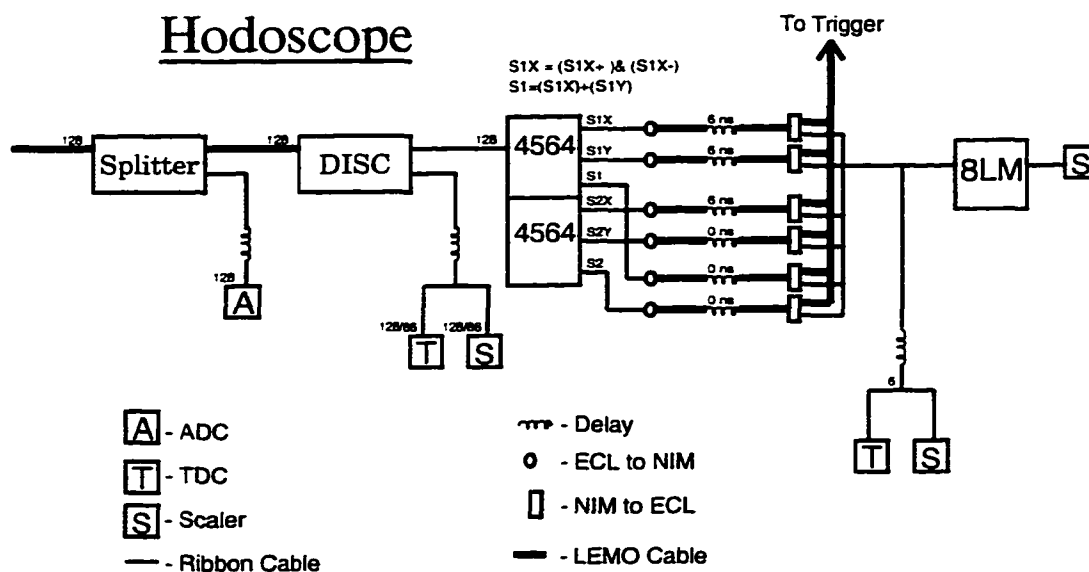 Hodoscope
To Trigger
S1X = (S1X+ )& (S1X-)
S1=(S1X)+(S1Y)
128
Splitter
128
DISC
128
4564
4564
S1X
S1Y
S1
S2X
S2Y
S2
6 ns
6 ns
6 ns
0 ns
0 ns
0 ns
8LM
S
128
A
128/66
128/66
T
S
6
T
S
A - ADC
T - TDC
S - Scaler
- Ribbon Cable
- Delay
- ECL to NIM
- NIM to ECL
- LEMO Cable